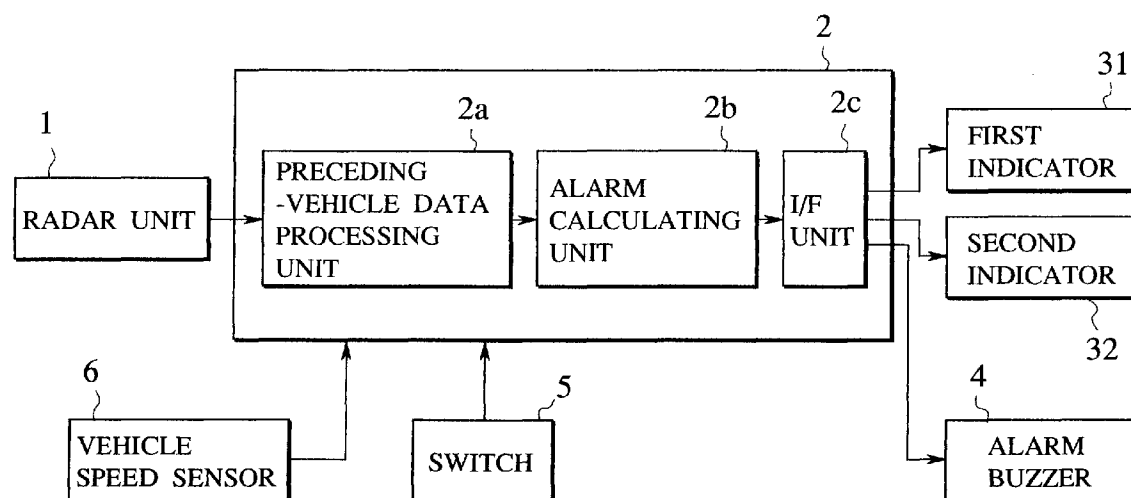 2
31
1
2a
2b
2c
FIRST
INDICATOR
RADAR UNIT
PRECEDING
-VEHICLE DATA
PROCESSING
UNIT
ALARM
CALCULATING
UNIT
I/F
UNIT
SECOND
INDICATOR
32
6
5
4
VEHICLE
SPEED SENSOR
SWITCH
ALARM
BUZZER